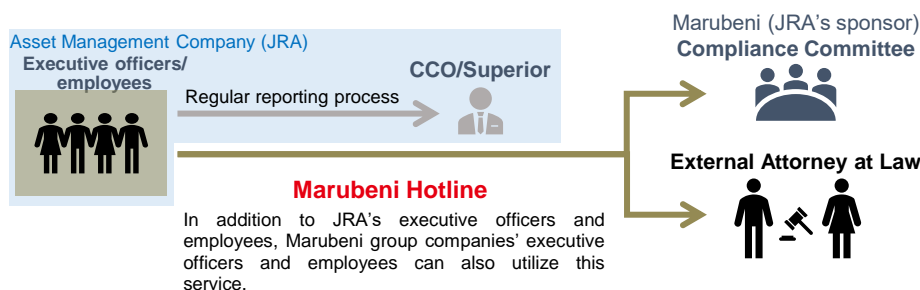 Asset Management Company (JRA)
Executive officers/
employees
CCO/Superior
Regular reporting process
Marubeni (JRA's sponsor)
Compliance Committee
External Attorney at Law
Marubeni Hotline
In addition to JRA's executive officers and
employees, Marubeni group companies' executive
officers and employees can also utilize this
service.